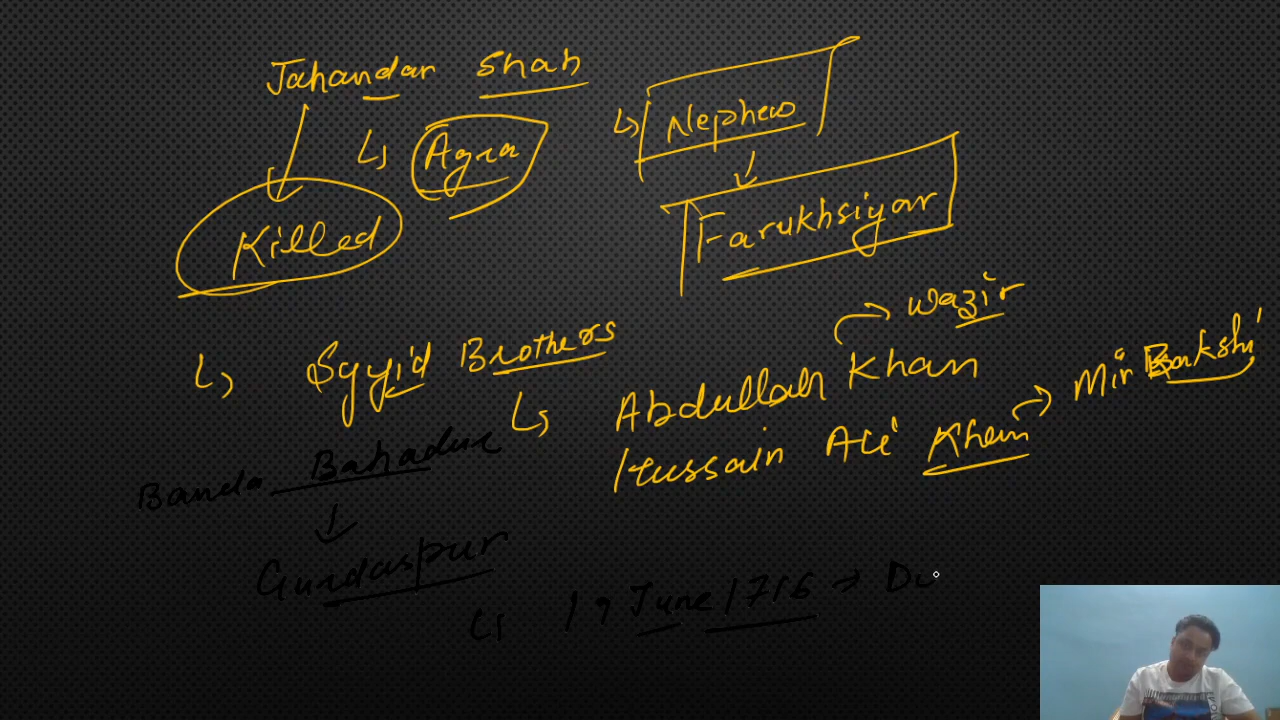 Jahandar Shah
Agra
Nephew
Killed
Farukhsiyar
Wazir
Syyid Brothers
Abdullah Khan
Mir Bakshi
Hussain Ali Khan
Banda Bahadur
Gurdaspur
19 June 1716 → D